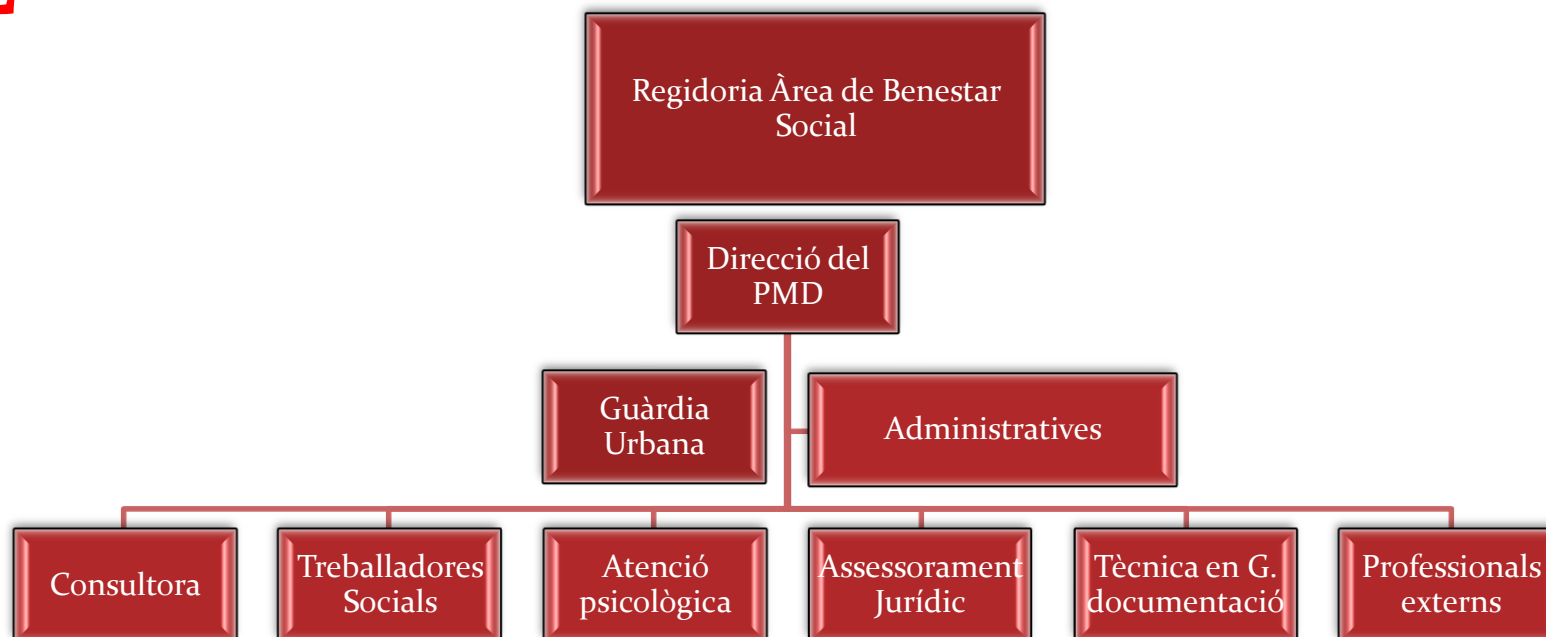 Regidoria Àrea de Benestar
Social
Direcció del
PMD
Guàrdia
Urbana
Administratives
Consultora
Treballadores
Socials
Atenció
psicològica
Assessorament
Jurídic
Tècnica en G.
documentació
Professionals
externs